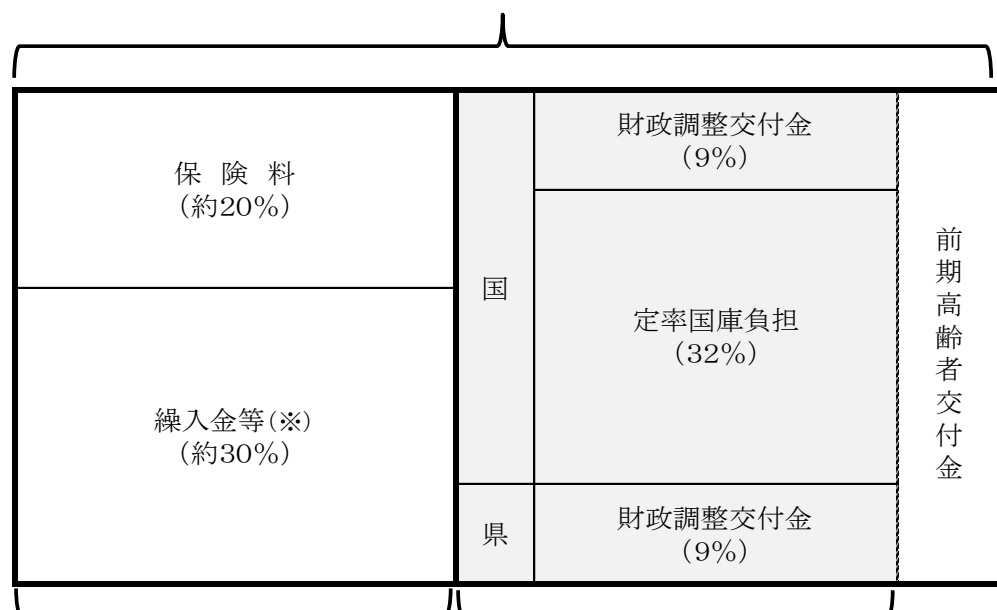 保険料
(約20%)
繰入金等(※)
(約30%)
国
財政調整交付金
(9%)
定率国庫負担
(32%)
県
財政調整交付金
(9%)
前期高齢者交付金